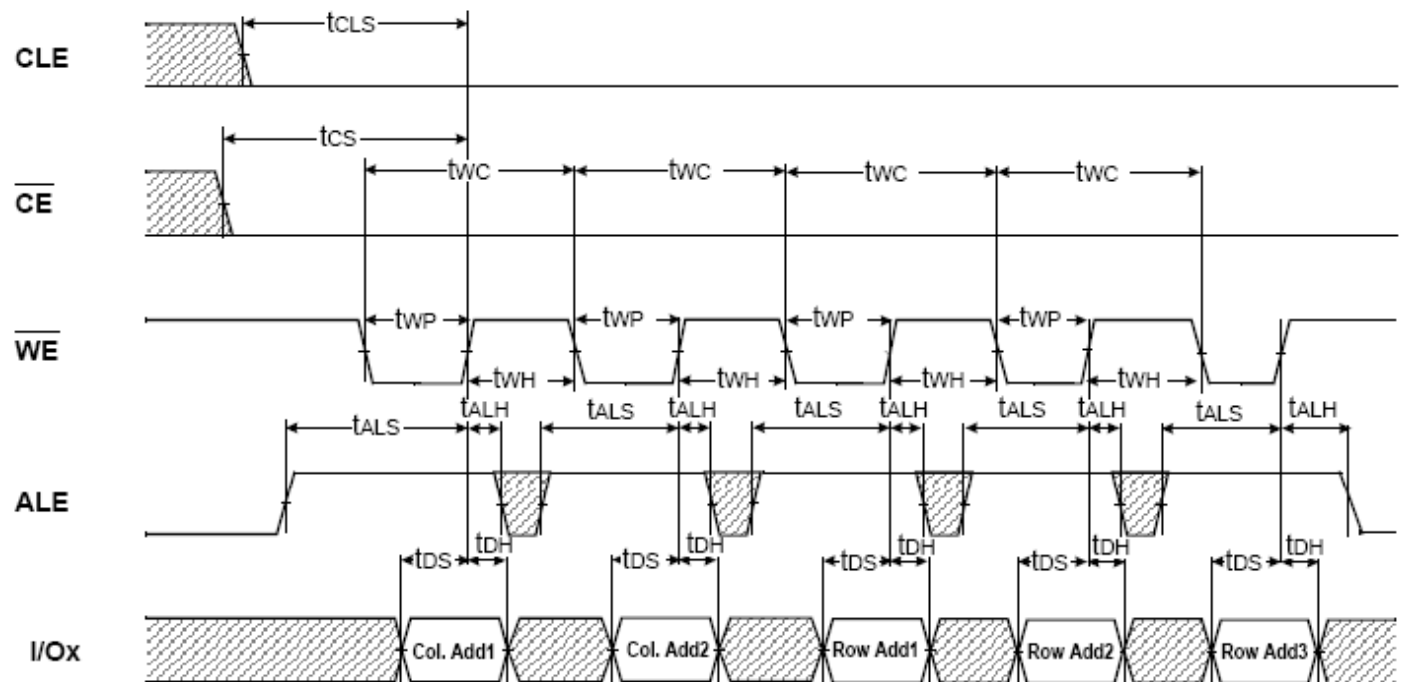 CLE
tCLS
CE
tCS
tWC tWC tWC tWC
WE
tWP tWP tWP tWP
tWH tWH tWH tWH
ALE
tALS tALH tALS tALH tALS tALH tALS tALH tALS tALH
tDS tDH tDS tDH tDS tDH tDS tDH tDS tDH
I/Ox
Col. Add1 Col. Add2 Row Add1 Row Add2 Row Add3